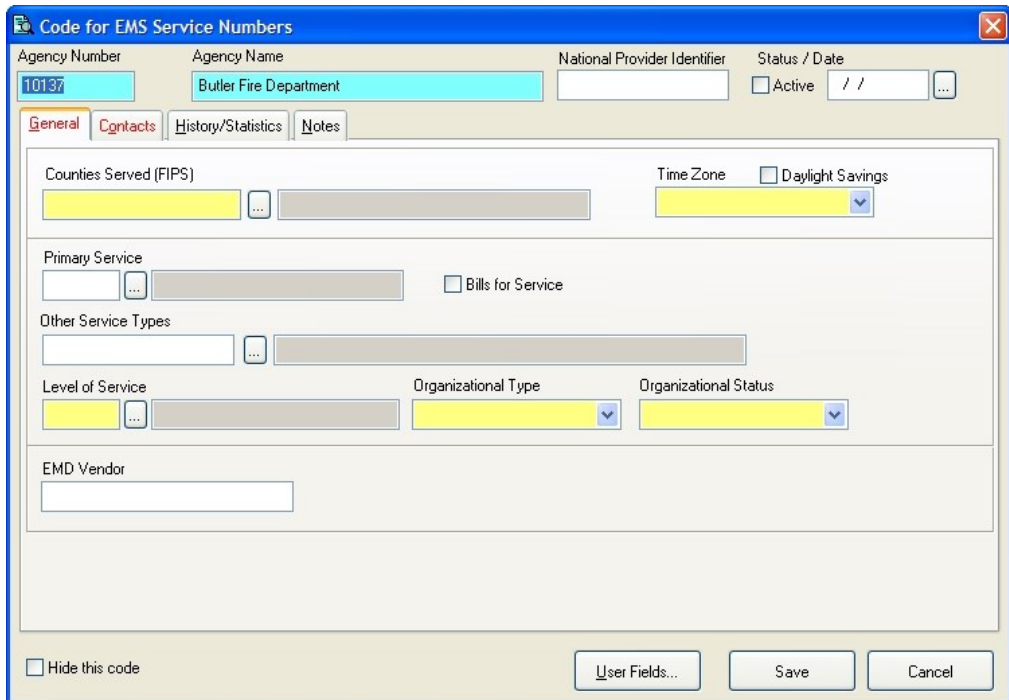 Code for EMS Service Numbers
Agency Number Agency Name National Provider Identifier Status / Date
10137 Butler Fire Department Active / / ...
General Contacts History/Statistics Notes
Counties Served (FIPS) Time Zone Daylight Savings
...
Primary Service
... Bills for Service
Other Service Types
...
Level of Service Organizational Type Organizational Status
...
EMD Vendor
Hide this code User Fields... Save Cancel